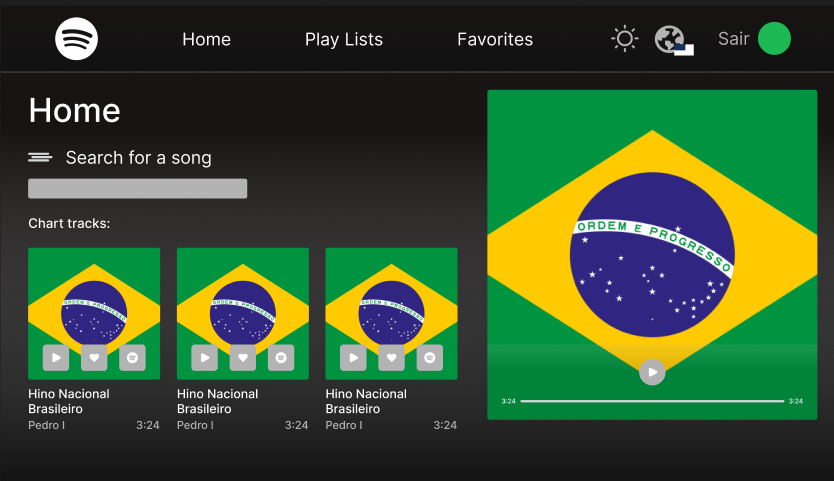 Home Play Lists Favorites Sair
Home
Search for a song
Chart tracks:
ORDEM E PROGRESSO
ORDEM E PROGRESSO
ORDEM E PROGRESSO
ORDEM E PROGRESSO
3:24 3:24
Hino Nacional Hino Nacional Hino Nacional
Brasileiro Brasileiro Brasileiro
Pedro I 3:24 Pedro I 3:24 Pedro I 3:24